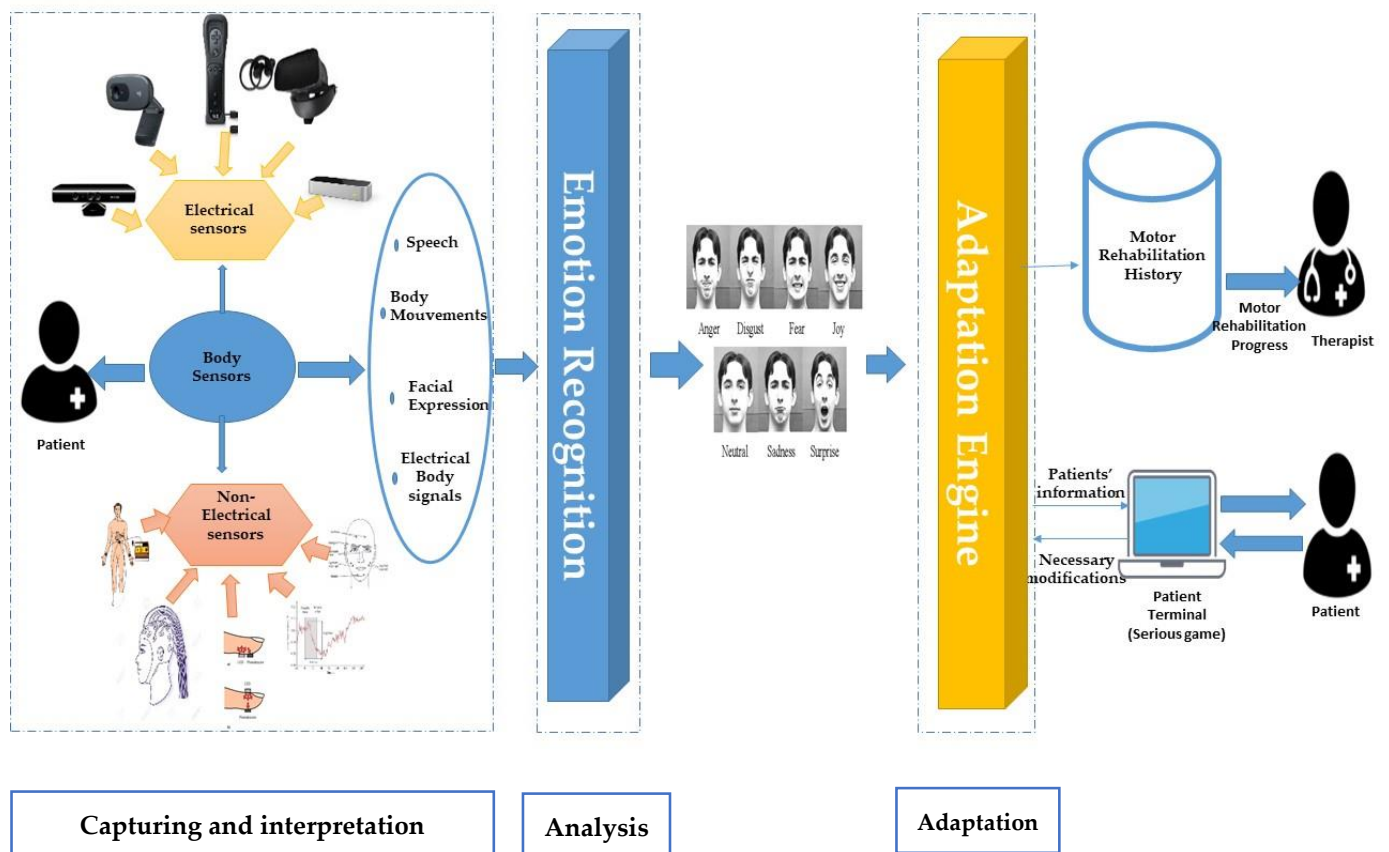 Electrical
sensors
Speech
Body
Mouvements
Facial
Expression
Electrical
Body
signals
Body
Sensors
Patient
Non-
Electrical
sensors
Emotion Recognition
Anger Disgust Fear Joy
Neutral Sadness Surprise
Adaptation Engine
Motor
Rehabilitation
History
Motor
Rehabilitation
Progress
Therapist
Patients'
information
Necessary
modifications
Patient
Terminal
(Serious game)
Patient
Capturing and interpretation
Analysis
Adaptation